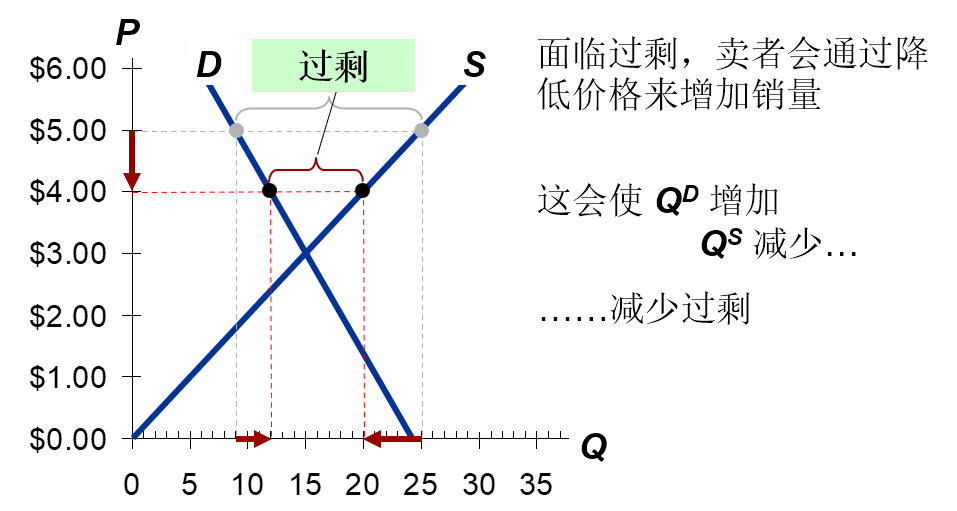 P
$6.00
$5.00
$4.00
$3.00
$2.00
$1.00
$0.00
D
过剩
S
0 5 10 15 20 25 30 35
Q
面临过剩，卖者会通过降
低价格来增加销量
这会使 Qᴰ 增加
Qˢ 减少…
……减少过剩